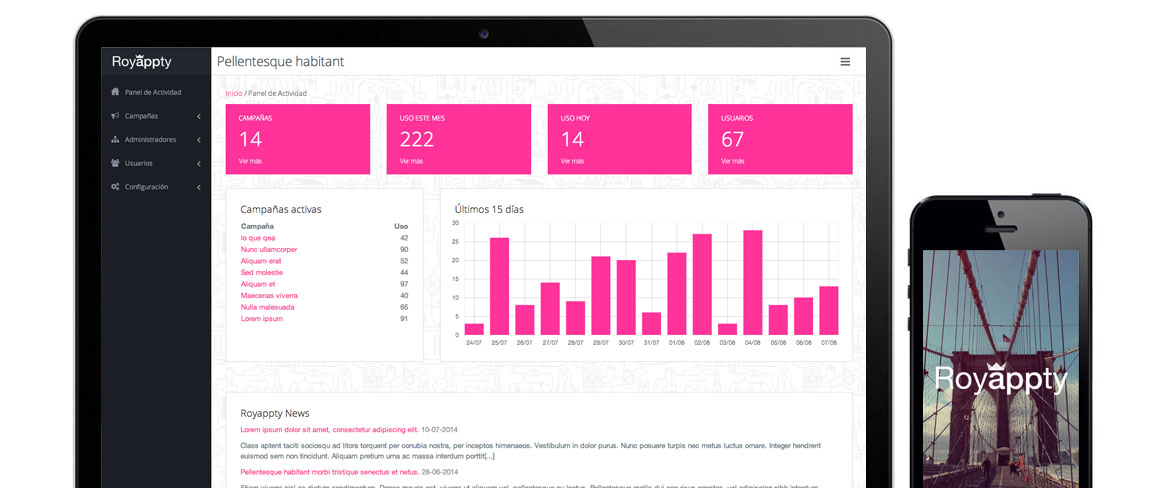 Royappty
Pellentesque habitant
Panel de Actividad
Campañas
Administradores
Usuarios
Configuración
Inicio / Panel de Actividad
CAMPAÑAS
14
Ver más
USO ESTE MES
222
Ver más
USO HOY
14
Ver más
USUARIOS
67
Ver más
Campañas activas
Campaña Uso
lo que qea 42
Nunc ullamcorper 90
Aliquam erat 52
Sed molestie 44
Aliquam et 97
Maecenas viverra 40
Nulla malesuada 65
Lorem ipsum 91
Últimos 15 días
30
25
20
15
10
5
0
24/07 25/07 26/07 27/07 28/07 29/07 30/07 31/07 01/08 02/08 03/08 04/08 05/08 06/08 07/08
Royappty News
Lorem ipsum dolor sit amet, consectetur adipiscing elit. 10-07-2014
Class aptent taciti sociosqu ad litora torquent per conubia nostra, per inceptos himenaeos. Vestibulum in dolor purus. Nunc posuere turpis nec metus luctus ornare. Integer hendrerit
euismod sem non tincidunt. Aliquam pretium urna ac massa interdum porttit[...]
Pellentesque habitant morbi tristique senectus et netus. 28-06-2014
Royappty